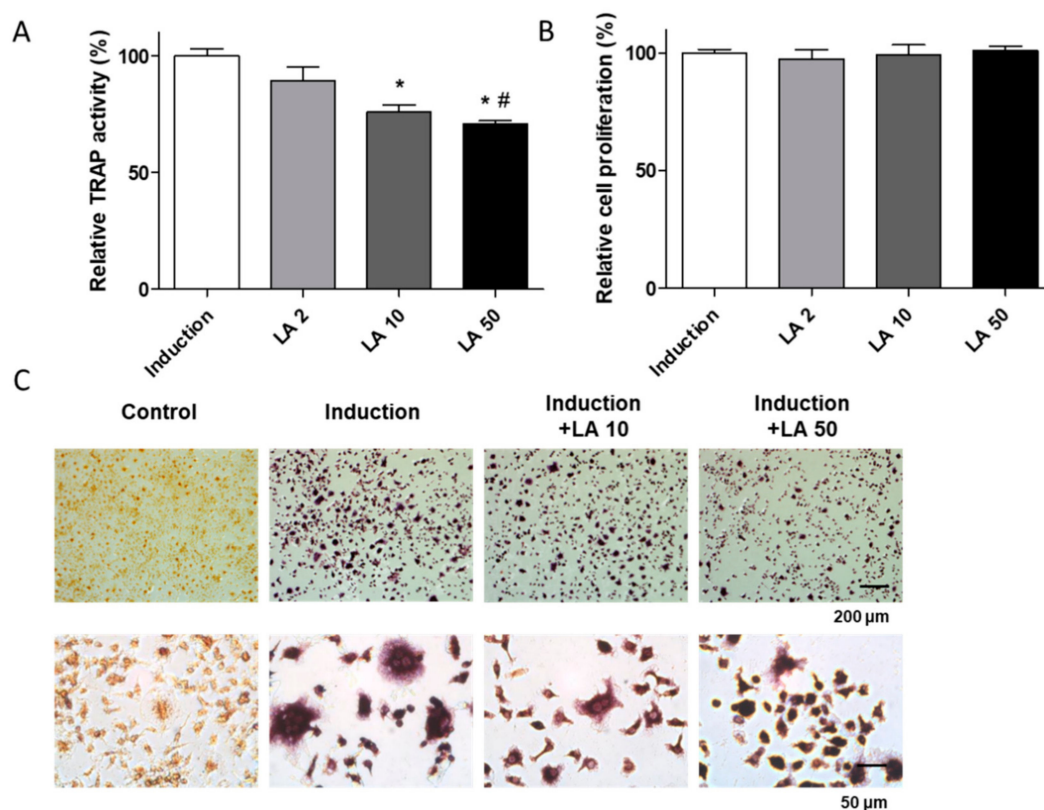 A
Relative TRAP activity (%)
100
50
0
*
* #
Induction
LA 2
LA 10
LA 50
B
Relative cell proliferation (%)
100
50
0
Induction
LA 2
LA 10
LA 50
C
Control
Induction
Induction
+LA 10
Induction
+LA 50
200 µm
50 µm